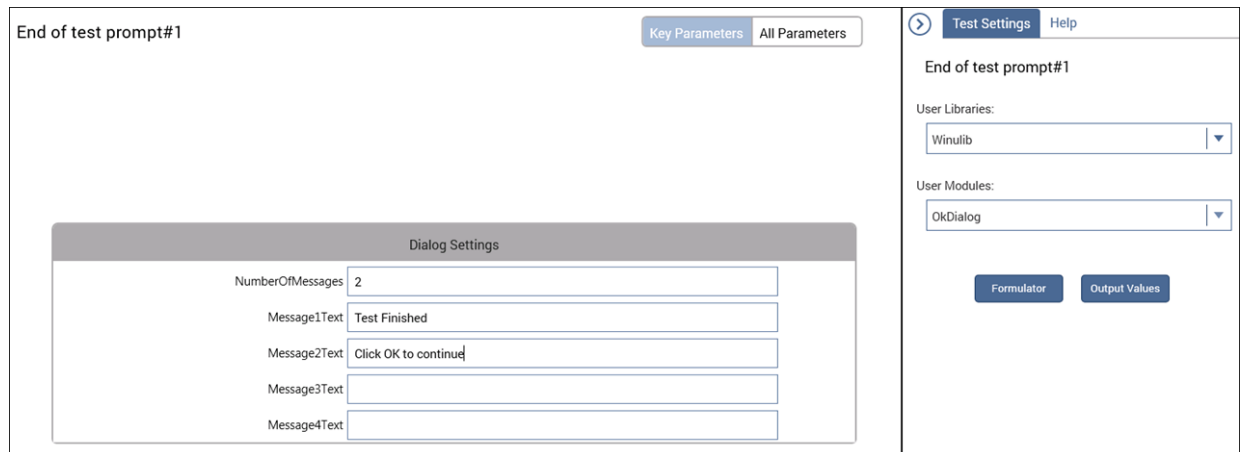 End of test prompt#1
Key Parameters All Parameters
Dialog Settings
NumberOfMessages 2
Message1Text Test Finished
Message2Text Click OK to continue
Message3Text
Message4Text
Test Settings Help
End of test prompt#1
User Libraries:
Winulib
User Modules:
OkDialog
Formulator Output Values